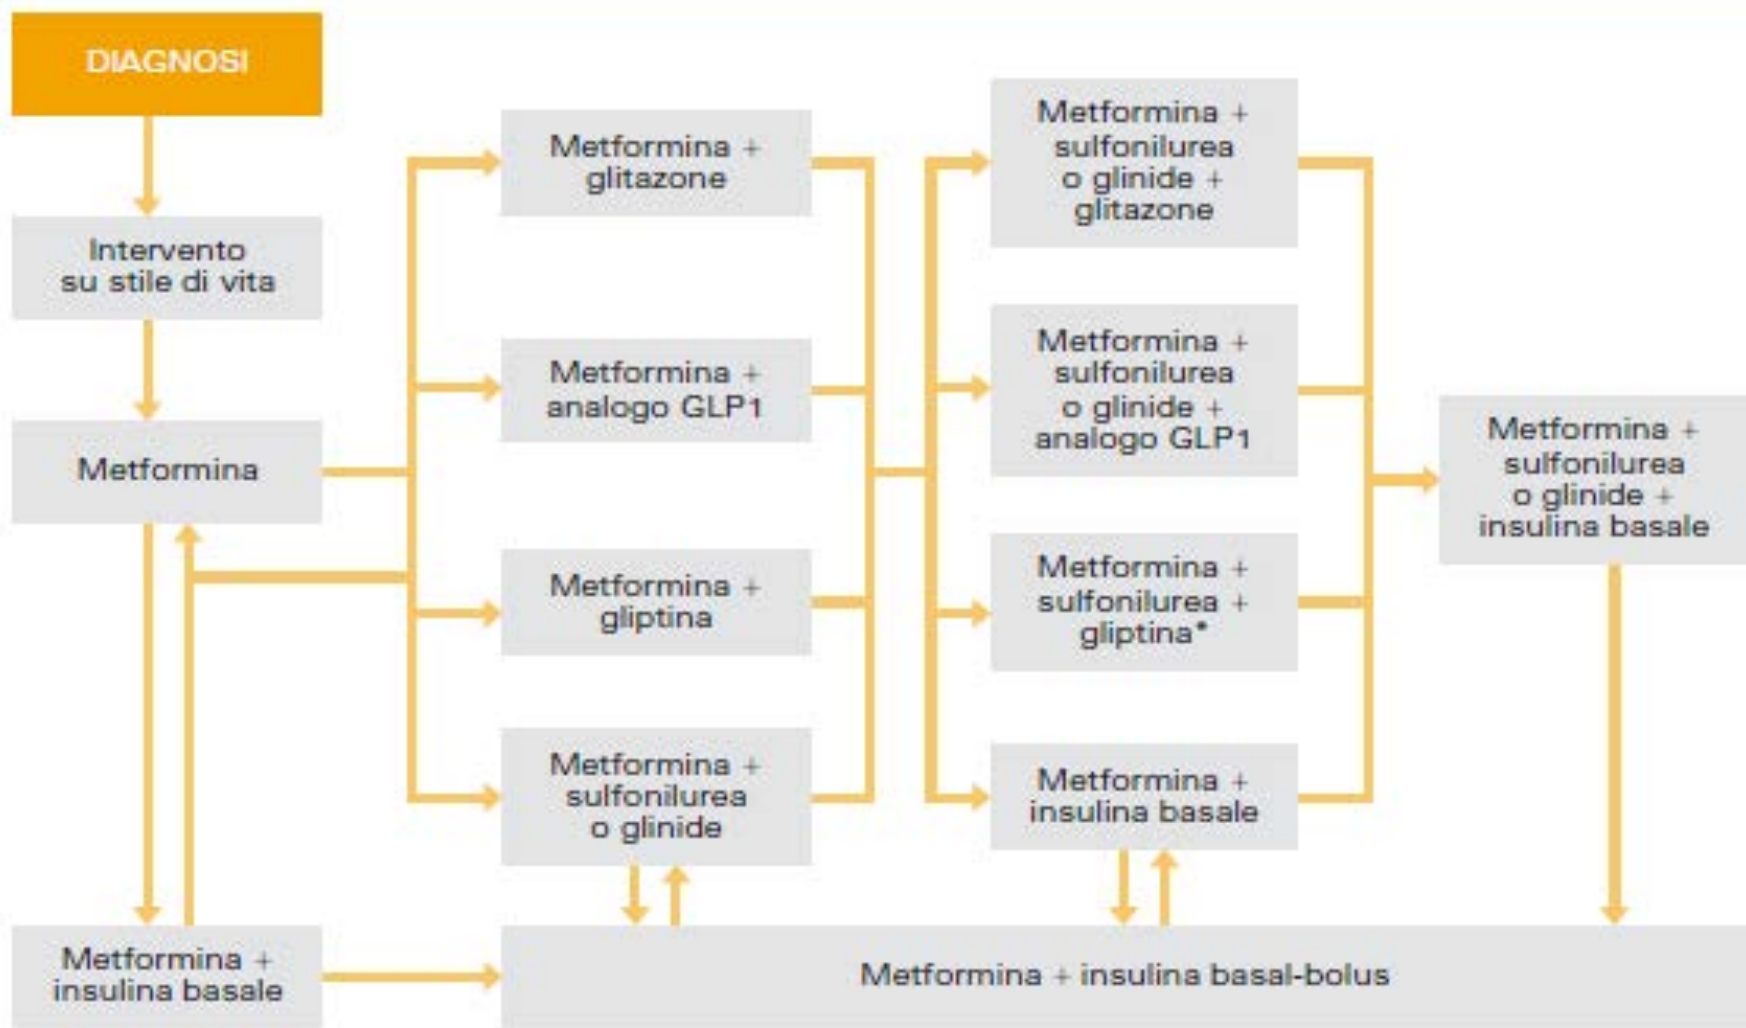 DIAGNOSI
Intervento
su stile di vita
Metformina
Metformina +
insulina basale
Metformina +
glitazone
Metformina +
analogo GLP1
Metformina +
gliptina
Metformina +
sulfonilurea
o glinide
Metformina +
sulfonilurea
o glinide +
glitazone
Metformina +
sulfonilurea
o glinide +
analogo GLP1
Metformina +
sulfonilurea +
gliptina*
Metformina +
insulina basale
Metformina +
sulfonilurea
o glinide +
insulina basale
Metformina + insulina basal-bolus